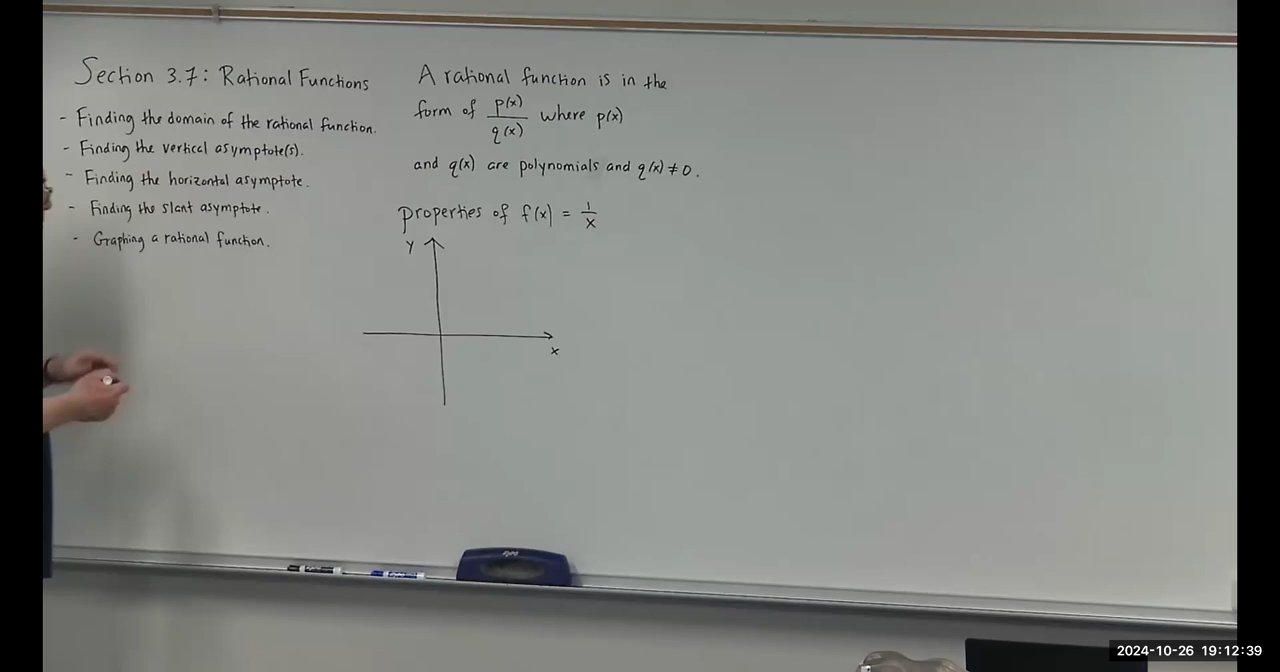 Section 3.7: Rational Functions
- Finding the domain of the rational function.
- Finding the vertical asymptote(s).
- Finding the horizontal asymptote.
- Finding the slant asymptote.
- Graphing a rational function.
A rational function is in the
form of p(x)/q(x) where p(x)
and q(x) are polynomials and q(x) ≠ 0.
properties of f(x) = 1/x
y
x
expo
2024-10-26 19:12:39